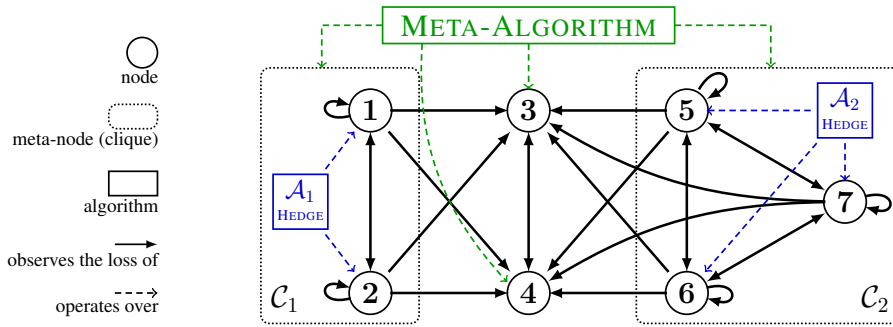 META-ALGORITHM
node
meta-node (clique)
algorithm
observes the loss of
operates over
1
3
5
A2
HEDGE
A1
HEDGE
7
2
4
6
C1
C2